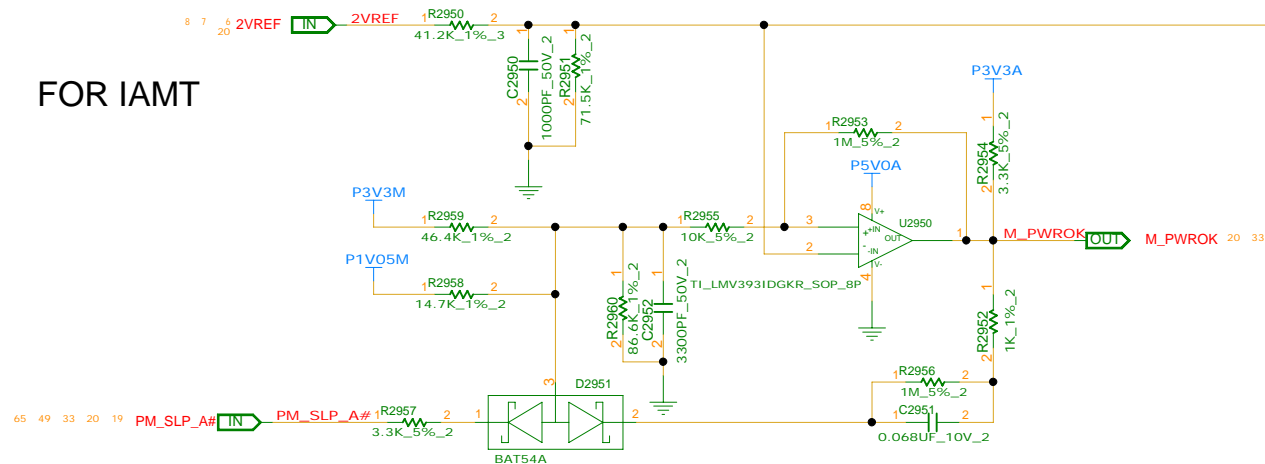 8 7 6 20 2VREF IN 2VREF 1 R2950 2
41.2K_1%_3
1 C2950 2 1000PF_50V_2
1 R2951 2 71.5K_1%_2
FOR IAMT
P3V3A
1 R2954 2 3.3K_5%_2
1 R2953 2
1M_5%_2
P5V0A
P3V3M
1 R2959 2
46.4K_1%_2
1 R2955 2
10K_5%_2
8 V+ U2950
3 + +IN OUT 1
2 - -IN
V- 4
TI_LMV393IDGKR_SOP_8P
M_PWROK OUT M_PWROK 20 33
P1V05M
1 R2958 2
14.7K_1%_2
1 R2960 2 86.6K_1%_2
1 C2952 2 3300PF_50V_2
1 R2952 2 1K_1%_2
1 R2956 2
1M_5%_2
3 D2951
65 49 33 20 19 PM_SLP_A# IN PM_SLP_A# 1 R2957 2
3.3K_5%_2
1 2
BAT54A
1 C2951 2
0.068UF_10V_2